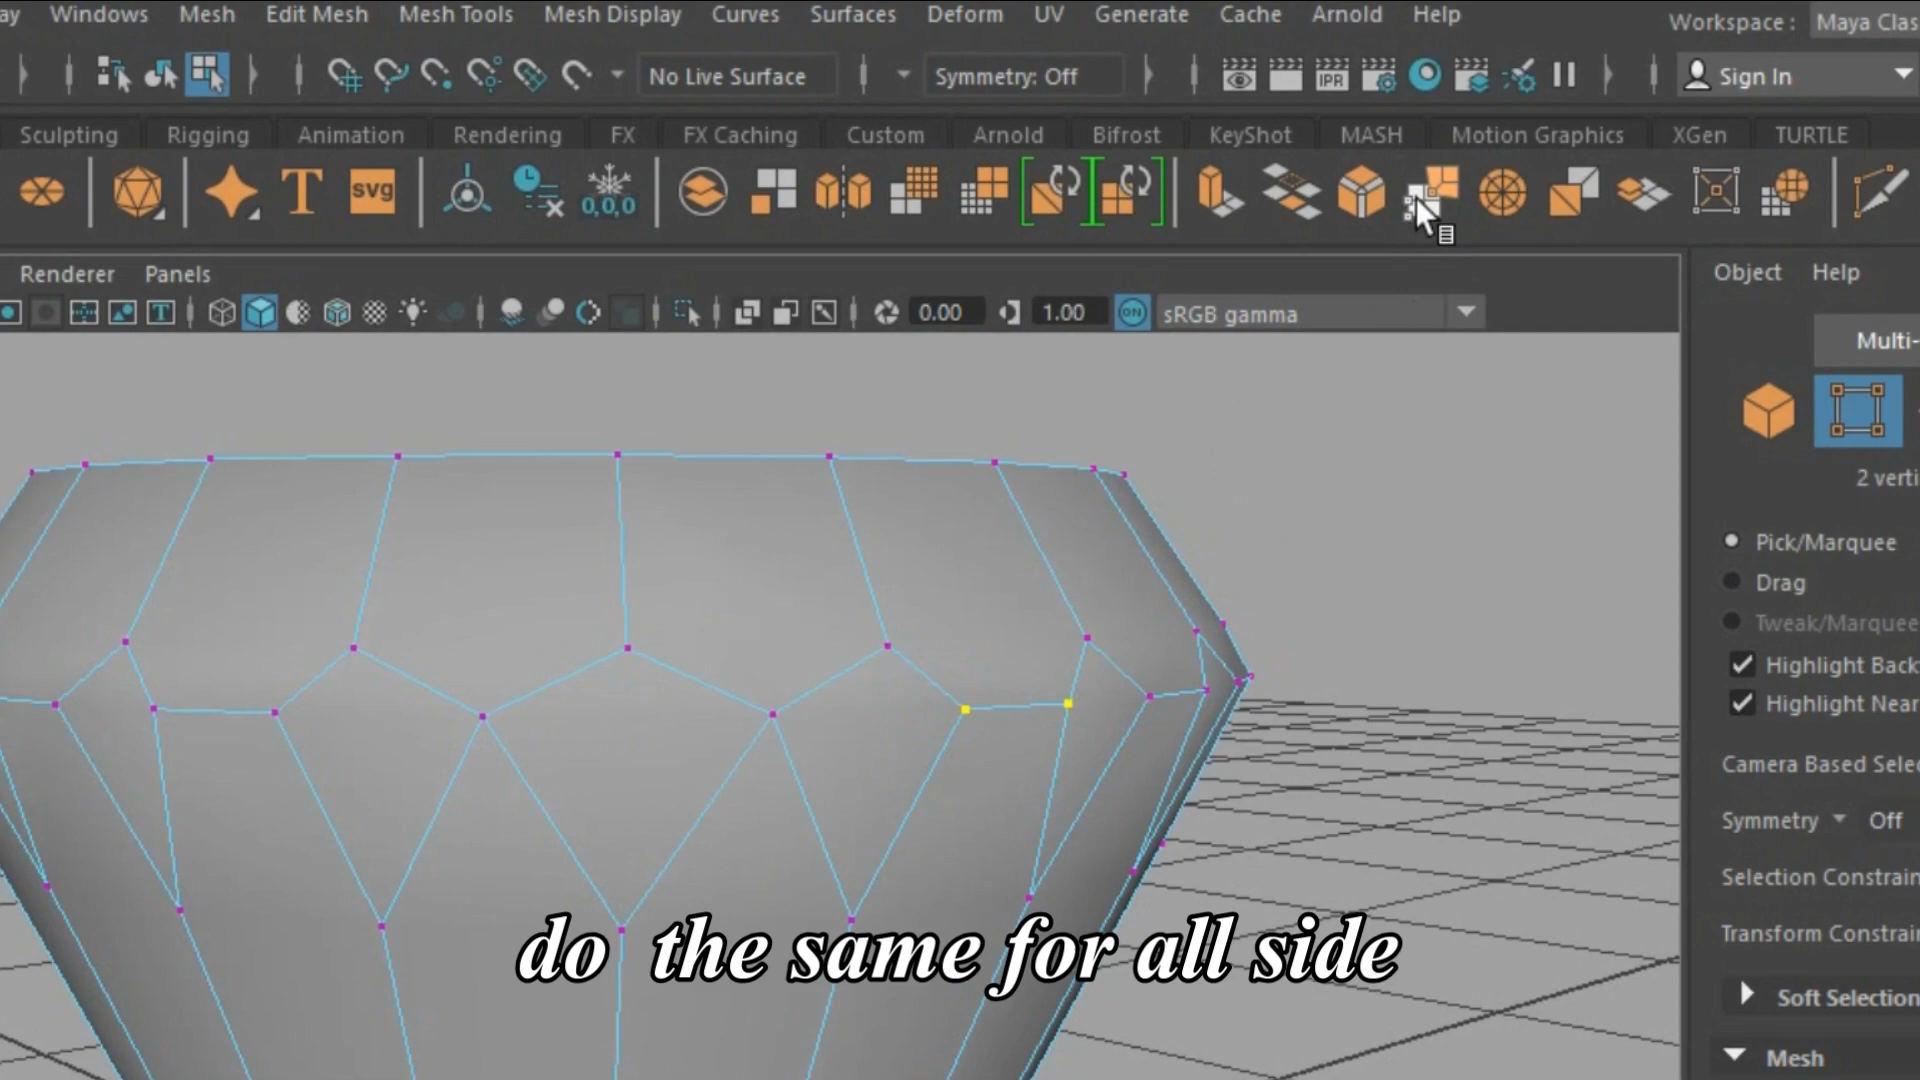 ay Windows Mesh Edit Mesh Mesh Tools Mesh Display Curves Surfaces Deform UV Generate Cache Arnold Help
Workspace : Maya Clas
No Live Surface Symmetry: Off IPR Sign In
Sculpting Rigging Animation Rendering FX FX Caching Custom Arnold Bifrost KeyShot MASH Motion Graphics XGen TURTLE
T svg 0,0,0
Renderer Panels
Object Help
T 0.00 1.00 ON sRGB gamma
Multi-
2 verti
Pick/Marquee
Drag
Tweak/Marquee
Highlight Back
Highlight Near
Camera Based Selec
Symmetry Off
Selection Constrain
Transform Constrain
Soft Selection
Mesh
do the same for all side